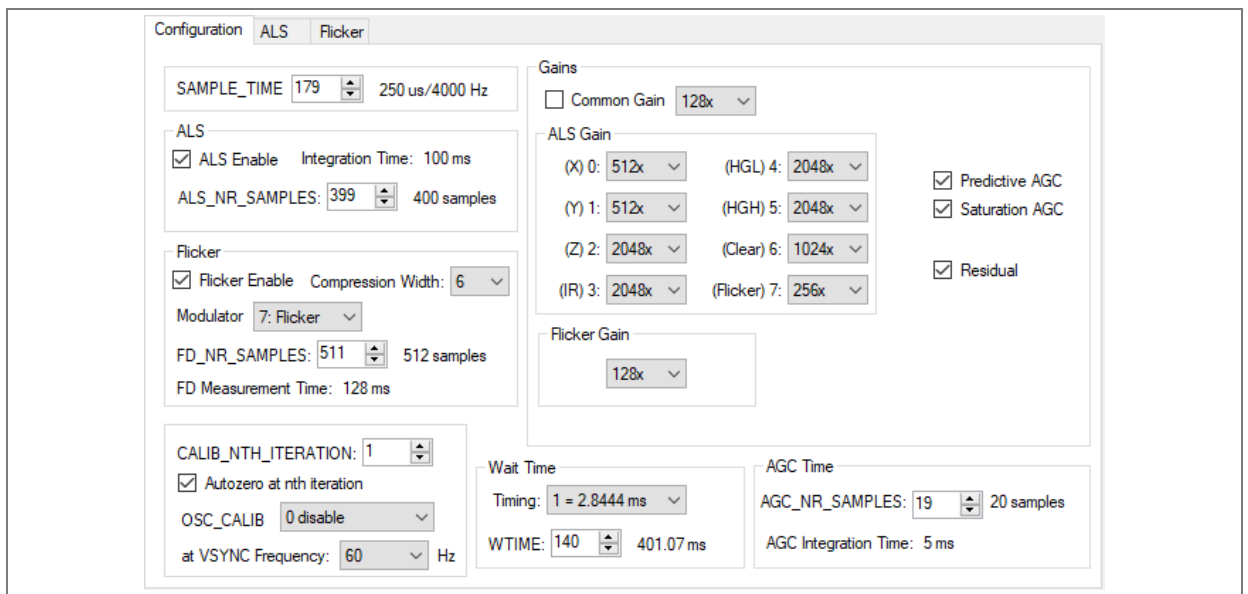 Configuration ALS Flicker
SAMPLE_TIME 179 250 us/4000 Hz
ALS
ALS Enable Integration Time: 100 ms
ALS_NR_SAMPLES: 399 400 samples
Flicker
Flicker Enable Compression Width: 6
Modulator 7: Flicker
FD_NR_SAMPLES: 511 512 samples
FD Measurement Time: 128 ms
Gains
Common Gain 128x
ALS Gain
(X) 0: 512x (HGL) 4: 2048x
(Y) 1: 512x (HGH) 5: 2048x
(Z) 2: 2048x (Clear) 6: 1024x
(IR) 3: 2048x (Flicker) 7: 256x
Predictive AGC
Saturation AGC
Residual
Flicker Gain
128x
CALIB_NTH_ITERATION: 1
Autozero at nth iteration
OSC_CALIB 0 disable
at VSYNC Frequency: 60 Hz
Wait Time
Timing: 1 = 2.8444 ms
WTIME: 140 401.07 ms
AGC Time
AGC_NR_SAMPLES: 19 20 samples
AGC Integration Time: 5 ms